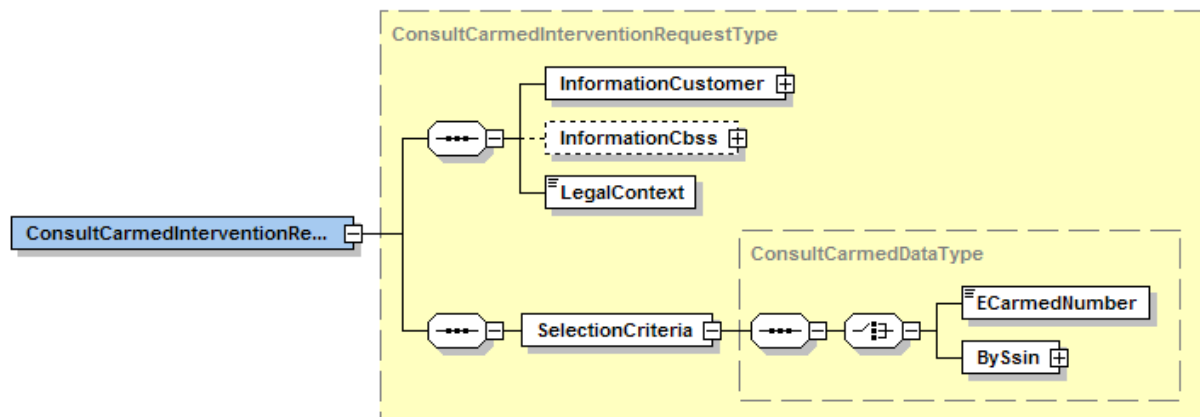 ConsultCarmedInterventionRequestType
InformationCustomer
InformationCbss
LegalContext
ConsultCarmedInterventionRe...
ConsultCarmedDataType
SelectionCriteria
ECarmedNumber
BySsin